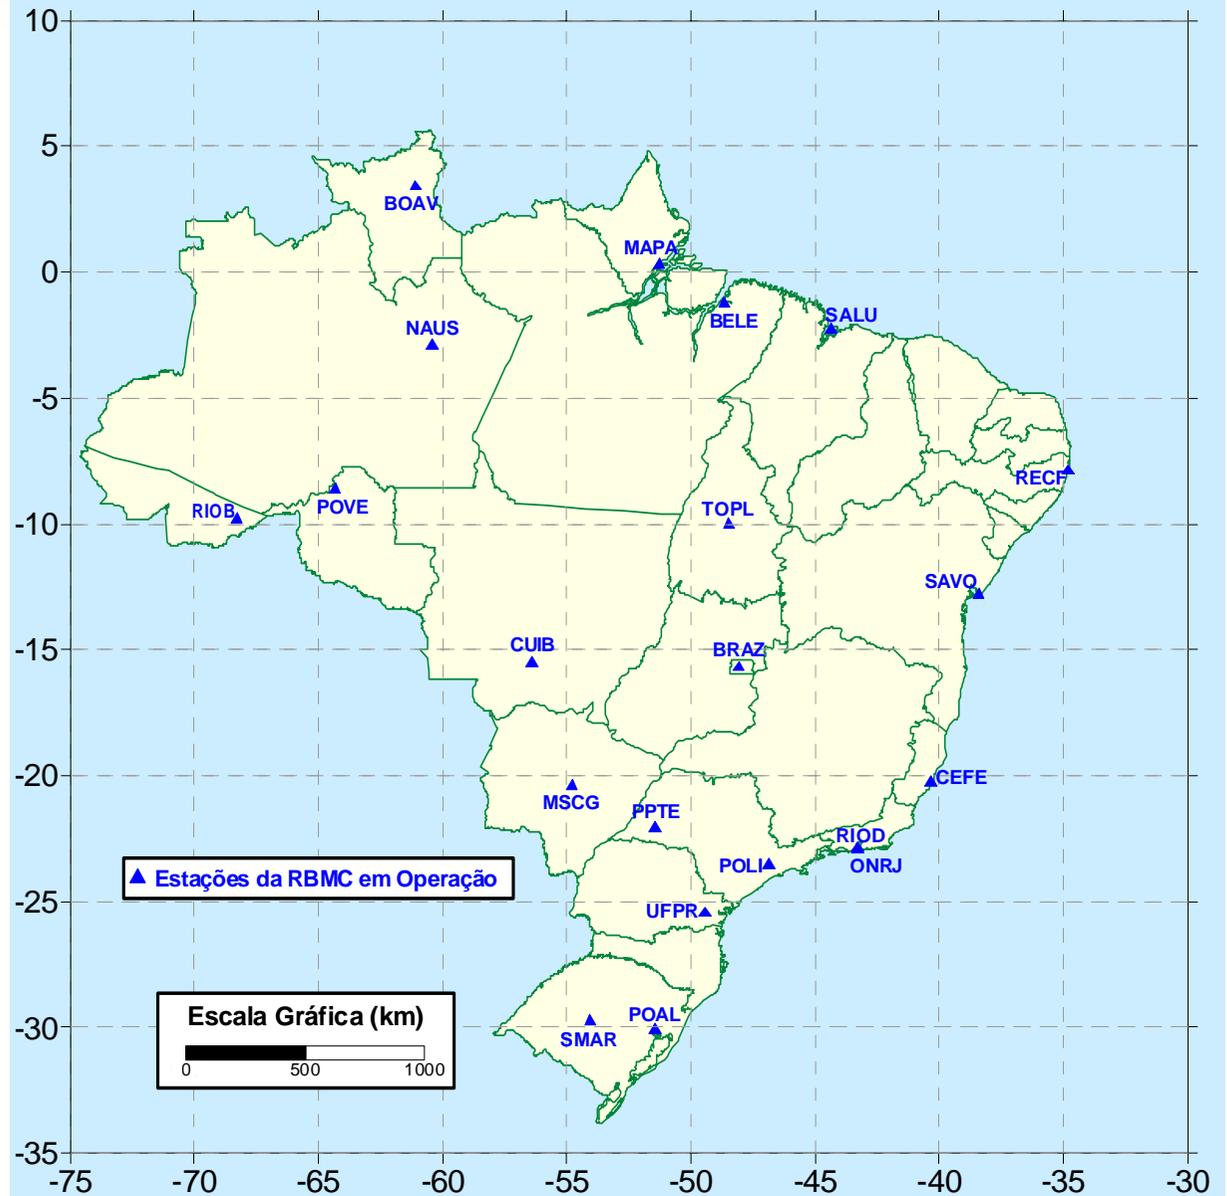 10
5
BOAV
MAPA
0
BELE
SALU
NAUS
-5
RECF
RIOB
POVE
TOPL
-10
SAVO
CUIB
BRAZ
-15
-20
MSCG
CEFE
PPTE
RIOD
POLI
ONRJ
Estações da RBMC em Operação
UFPR
-25
Escala Gráfica (km)
0 500 1000
POAL
-30
SMAR
-35
-75 -70 -65 -60 -55 -50 -45 -40 -35 -30